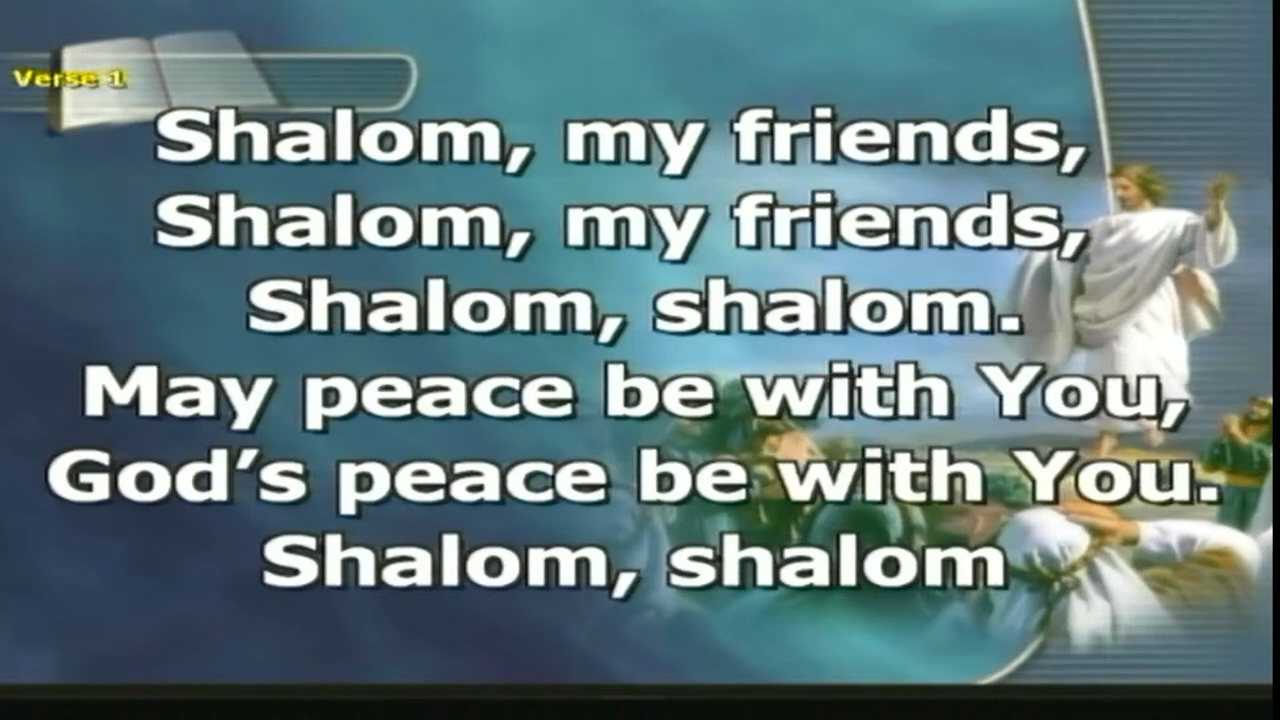 Verse 1
Shalom, my friends,
Shalom, my friends,
Shalom, shalom.
May peace be with You,
God’s peace be with You.
Shalom, shalom